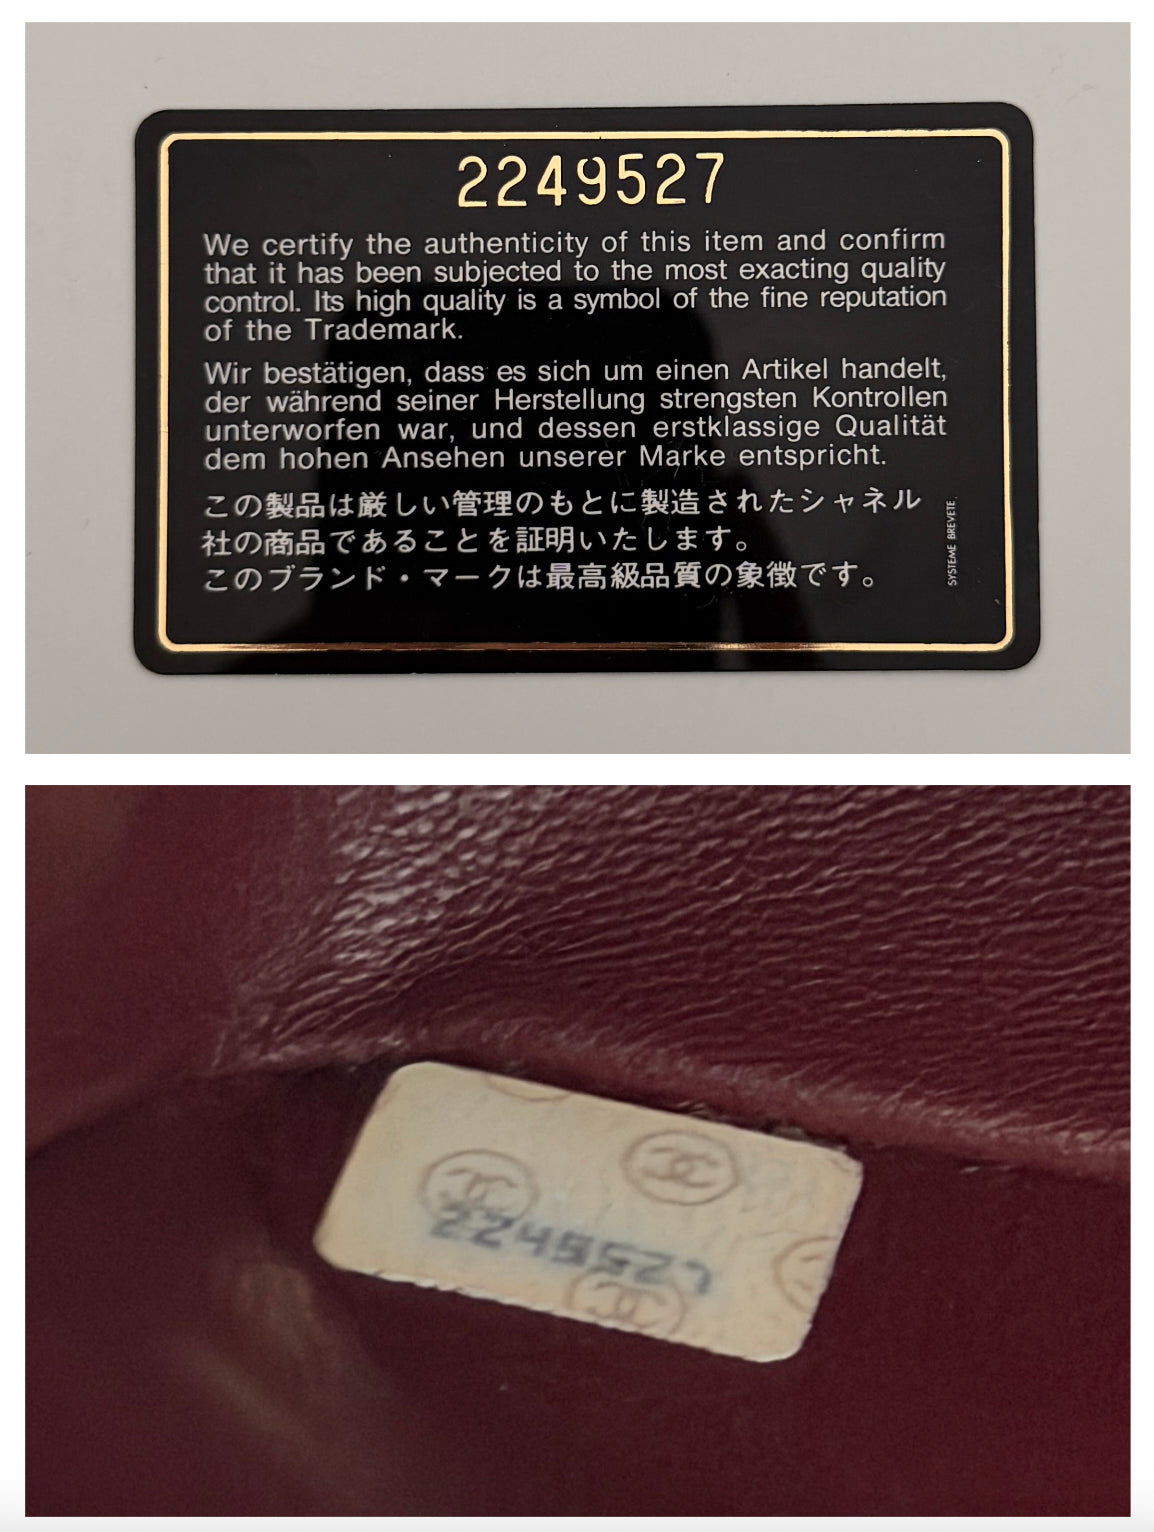 2249527
We certify the authenticity of this item and confirm
that it has been subjected to the most exacting quality
control. Its high quality is a symbol of the fine reputation
of the Trademark.
Wir bestätigen, dass es sich um einen Artikel handelt,
der während seiner Herstellung strengsten Kontrollen
unterworfen war, und dessen erstklassige Qualität
dem hohen Ansehen unserer Marke entspricht.
この製品は厳しい管理のもとに製造されたシャネル
社の商品であることを証明いたします。
このブランド・マークは最高級品質の象徴です。
SYSTEME BREVETE
2249527